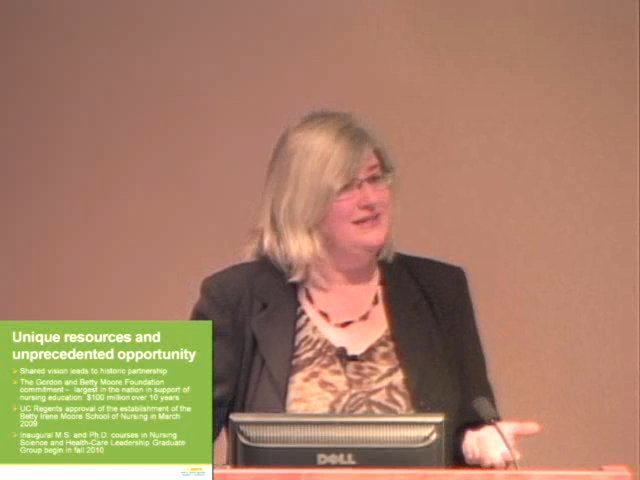 Unique resources and
unprecedented opportunity
Shared vision leads to historic partnership
The Gordon and Betty Moore Foundation
commitment – largest in the nation in support of
nursing education: $100 million over 10 years
UC Regents approval of the establishment of the
Betty Irene Moore School of Nursing in March
2009
Inaugural M.S. and Ph.D. courses in Nursing
Science and Health-Care Leadership Graduate
Group begin in fall 2010
DELL